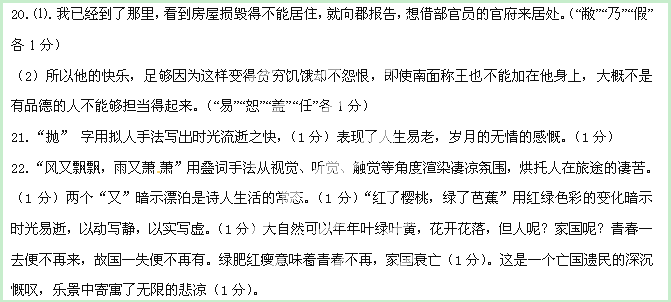 20.⑴. 我已经到了那里，看到房屋损毁得不能居住，就向郡报告，想借部官员的官府来居处。（“敝”“乃”“假”
各1分）
（2）所以他的快乐，足够因为这样变得贫穷饥饿却不怨恨，即使南面称王也不能加在他身上，大概不是
有品德的人不能够担当得起来。（“易”“恕”“盖”“任”各1分）
21.“抛” 字用拟人手法写出时光流逝之快，（1分）表现了人生易老，岁月的无情的感慨。（1分）
22.“风又飘飘，雨又萧萧”用叠词手法从视觉、听觉、触觉等角度渲染凄凉氛围，烘托人在旅途的凄苦。
（1分）两个“又”暗示漂泊是诗人生活的常态。（1分）“红了樱桃，绿了芭蕉”用红绿色彩的变化暗示
时光易逝，以动写静，以实写虚。（1分）大自然可以年年叶绿叶黄，花开花落，但人呢？家国呢？青春一
去便不再来，故国一失便不再有。绿肥红瘦意味着青春不再，家国衰亡（1分）。这是一个亡国遗民的深沉
慨叹，乐景中寄寓了无限的悲凉（1分）。